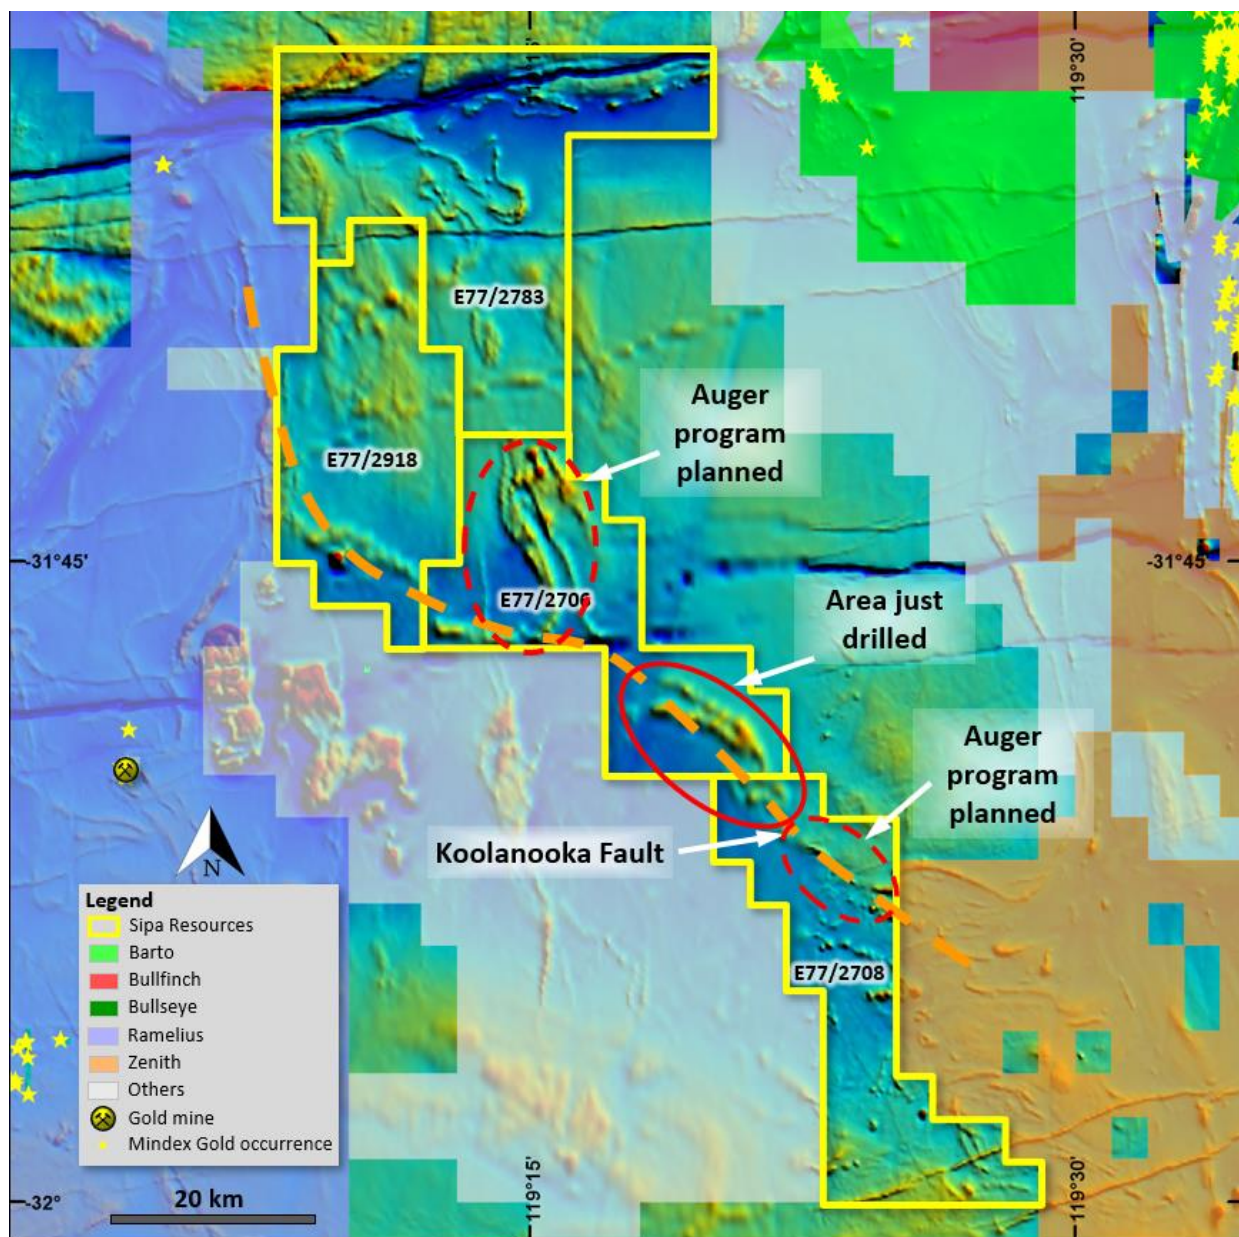 119°15'
119°30'
E77/2783
Auger
program
planned
E77/2918
-31°45'
-31°45'
E77/2706
Area just
drilled
Auger
program
planned
Koolanooka Fault
N
E77/2708
Legend
Sipa Resources
Barto
Bullfinch
Bullseye
Ramelius
Zenith
Others
Gold mine
Mindex Gold occurrence
-32°
20 km
119°15'
119°30'